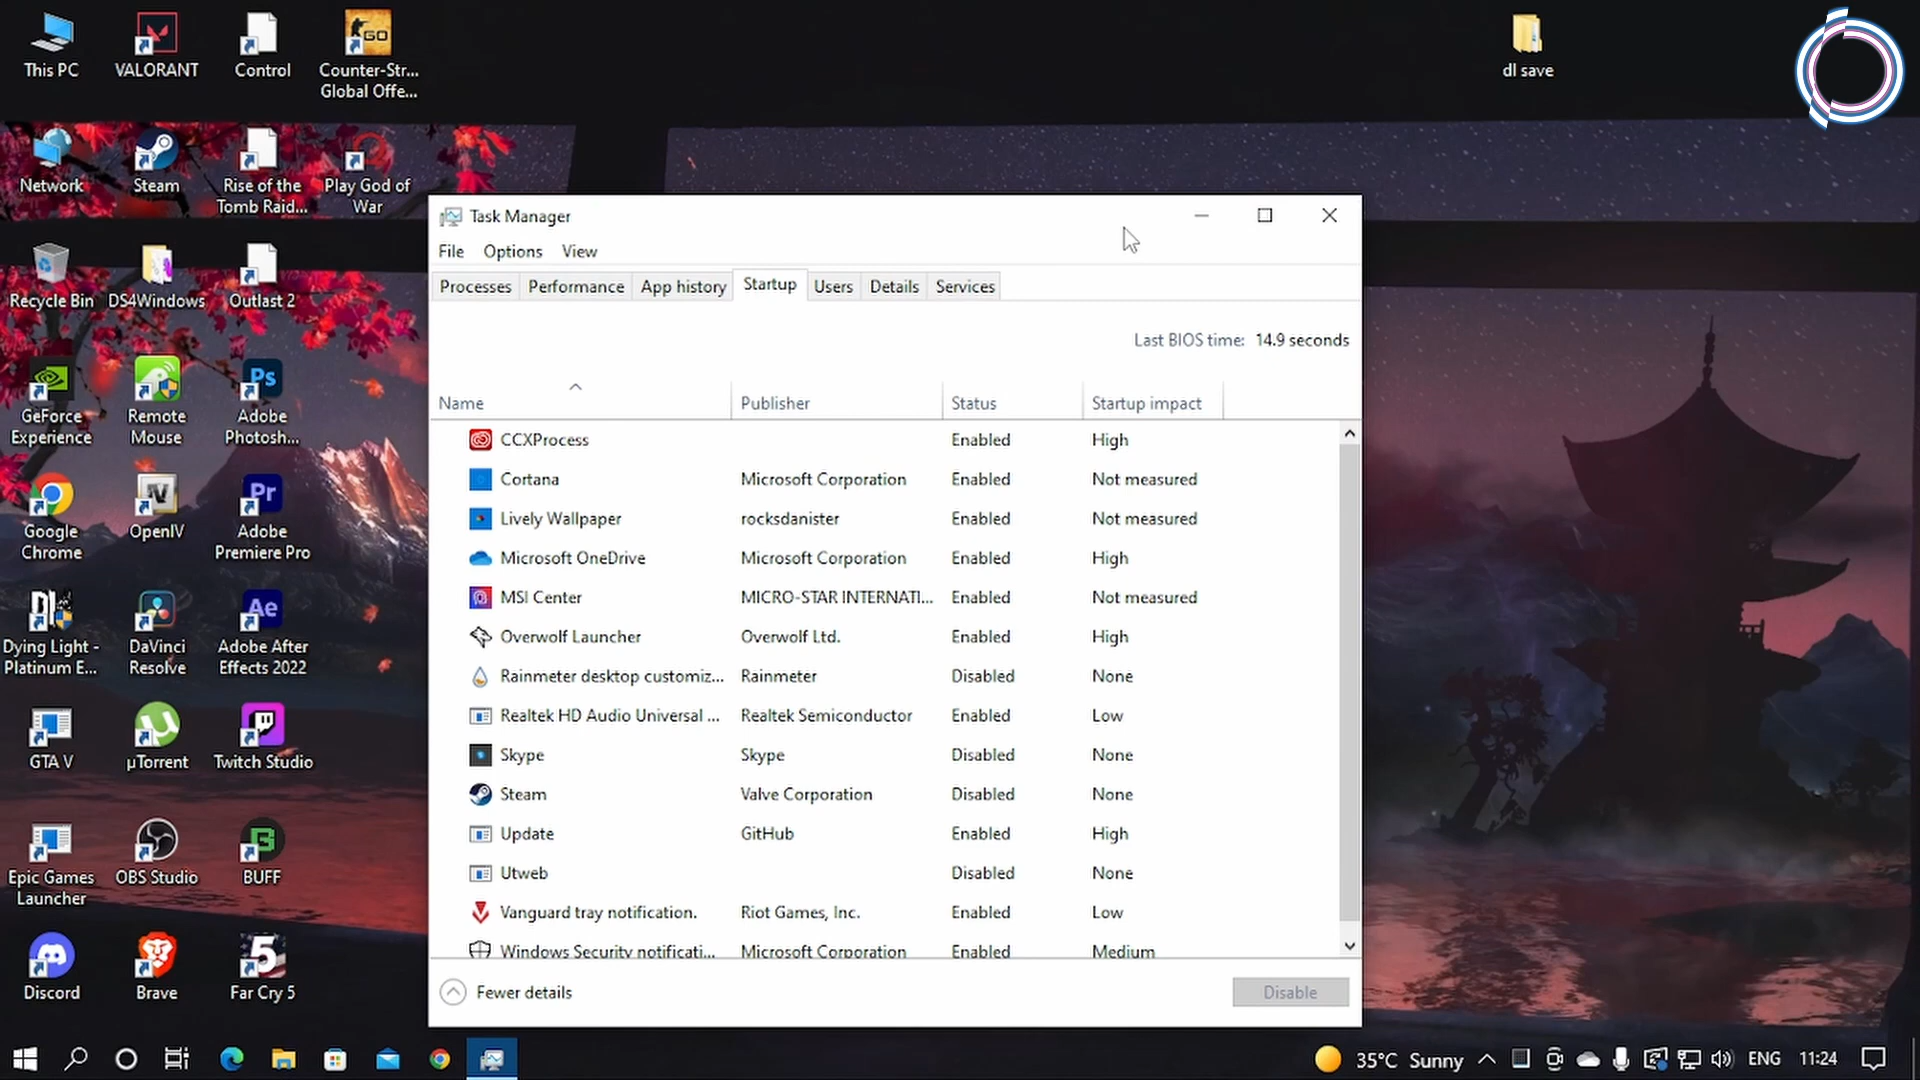 This PC
VALORANT
Control
Counter-Str...
Global Offe...
GO
dl save
Network
Steam
Rise of the
Tomb Raid...
Play God of
War
Recycle Bin
DS4Windows
Outlast 2
GeForce
Experience
Remote
Mouse
Ps
Adobe
Photosh...
Google
Chrome
IV
OpenIV
Pr
Adobe
Premiere Pro
Dying Light -
Platinum E...
DaVinci
Resolve
Ae
Adobe After
Effects 2022
GTA V
µTorrent
Twitch Studio
Epic Games
Launcher
OBS Studio
BUFF
Discord
Brave
5
Far Cry 5
Task Manager
File Options View
Processes Performance App history Startup Users Details Services
Last BIOS time: 14.9 seconds
Name Publisher Status Startup impact
CCXProcess Enabled High
Cortana Microsoft Corporation Enabled Not measured
Lively Wallpaper rocksdanister Enabled Not measured
Microsoft OneDrive Microsoft Corporation Enabled High
MSI Center MICRO-STAR INTERNATI... Enabled Not measured
Overwolf Launcher Overwolf Ltd. Enabled High
Rainmeter desktop customiz... Rainmeter Disabled None
Realtek HD Audio Universal ... Realtek Semiconductor Enabled Low
Skype Skype Disabled None
Steam Valve Corporation Disabled None
Update GitHub Enabled High
Utweb Disabled None
Vanguard tray notification. Riot Games, Inc. Enabled Low
Windows Security notificati... Microsoft Corporation Enabled Medium
Fewer details Disable
35°C Sunny ENG 11:24